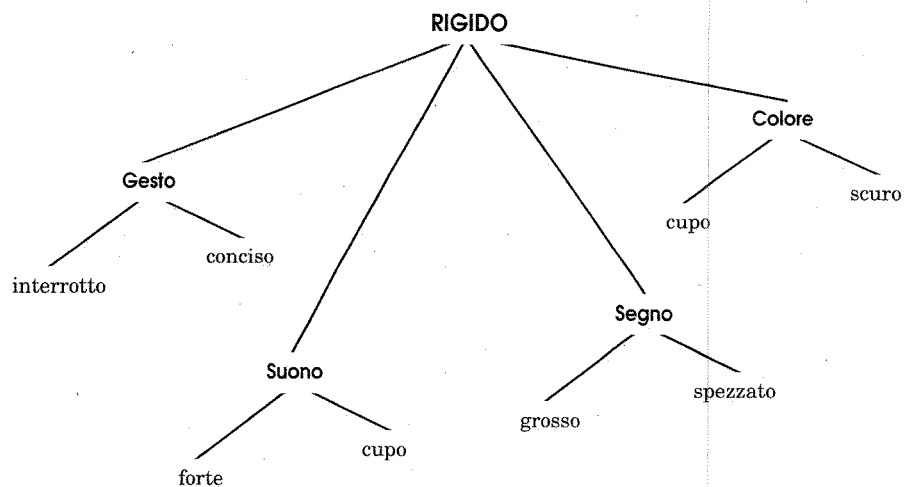 RIGIDO
Colore
cupo
scuro
Gesto
interrotto
conciso
Segno
grosso
spezzato
Suono
forte
cupo